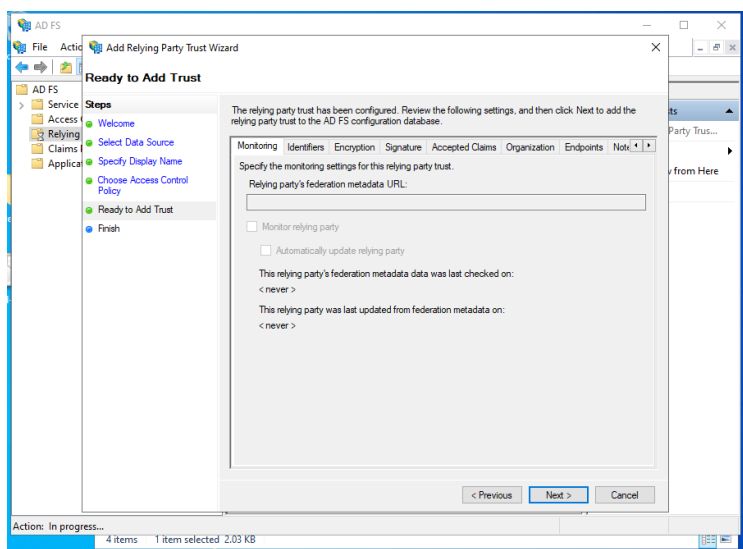 AD FS
File
Add Relying Party Trust Wizard
Ready to Add Trust
AD FS
Service
Access
Relying
Claims
Steps
Welcome
Select Data Source
Specify Display Name
Choose Access Control
Policy
Ready to Add Trust
Finish
The relying party trust has been configured. Review the following settings, and then click Next to add the
relying party trust to the AD FS configuration database.
Monitoring Identifiers Encryption Signature Accepted Claims Organization Endpoints
Specify the monitoring settings for this relying party trust.
Relying party's federation metadata URL:
Monitor relying party
Automatically update relying party
This relying party's federation metadata data was last checked on:
< never >
This relying party was last updated from federation metadata on:
< never >
Party Trus...
from Here
< Previous Next > Cancel
Action: In progress...
4 items 1 item selected 2.03 KB